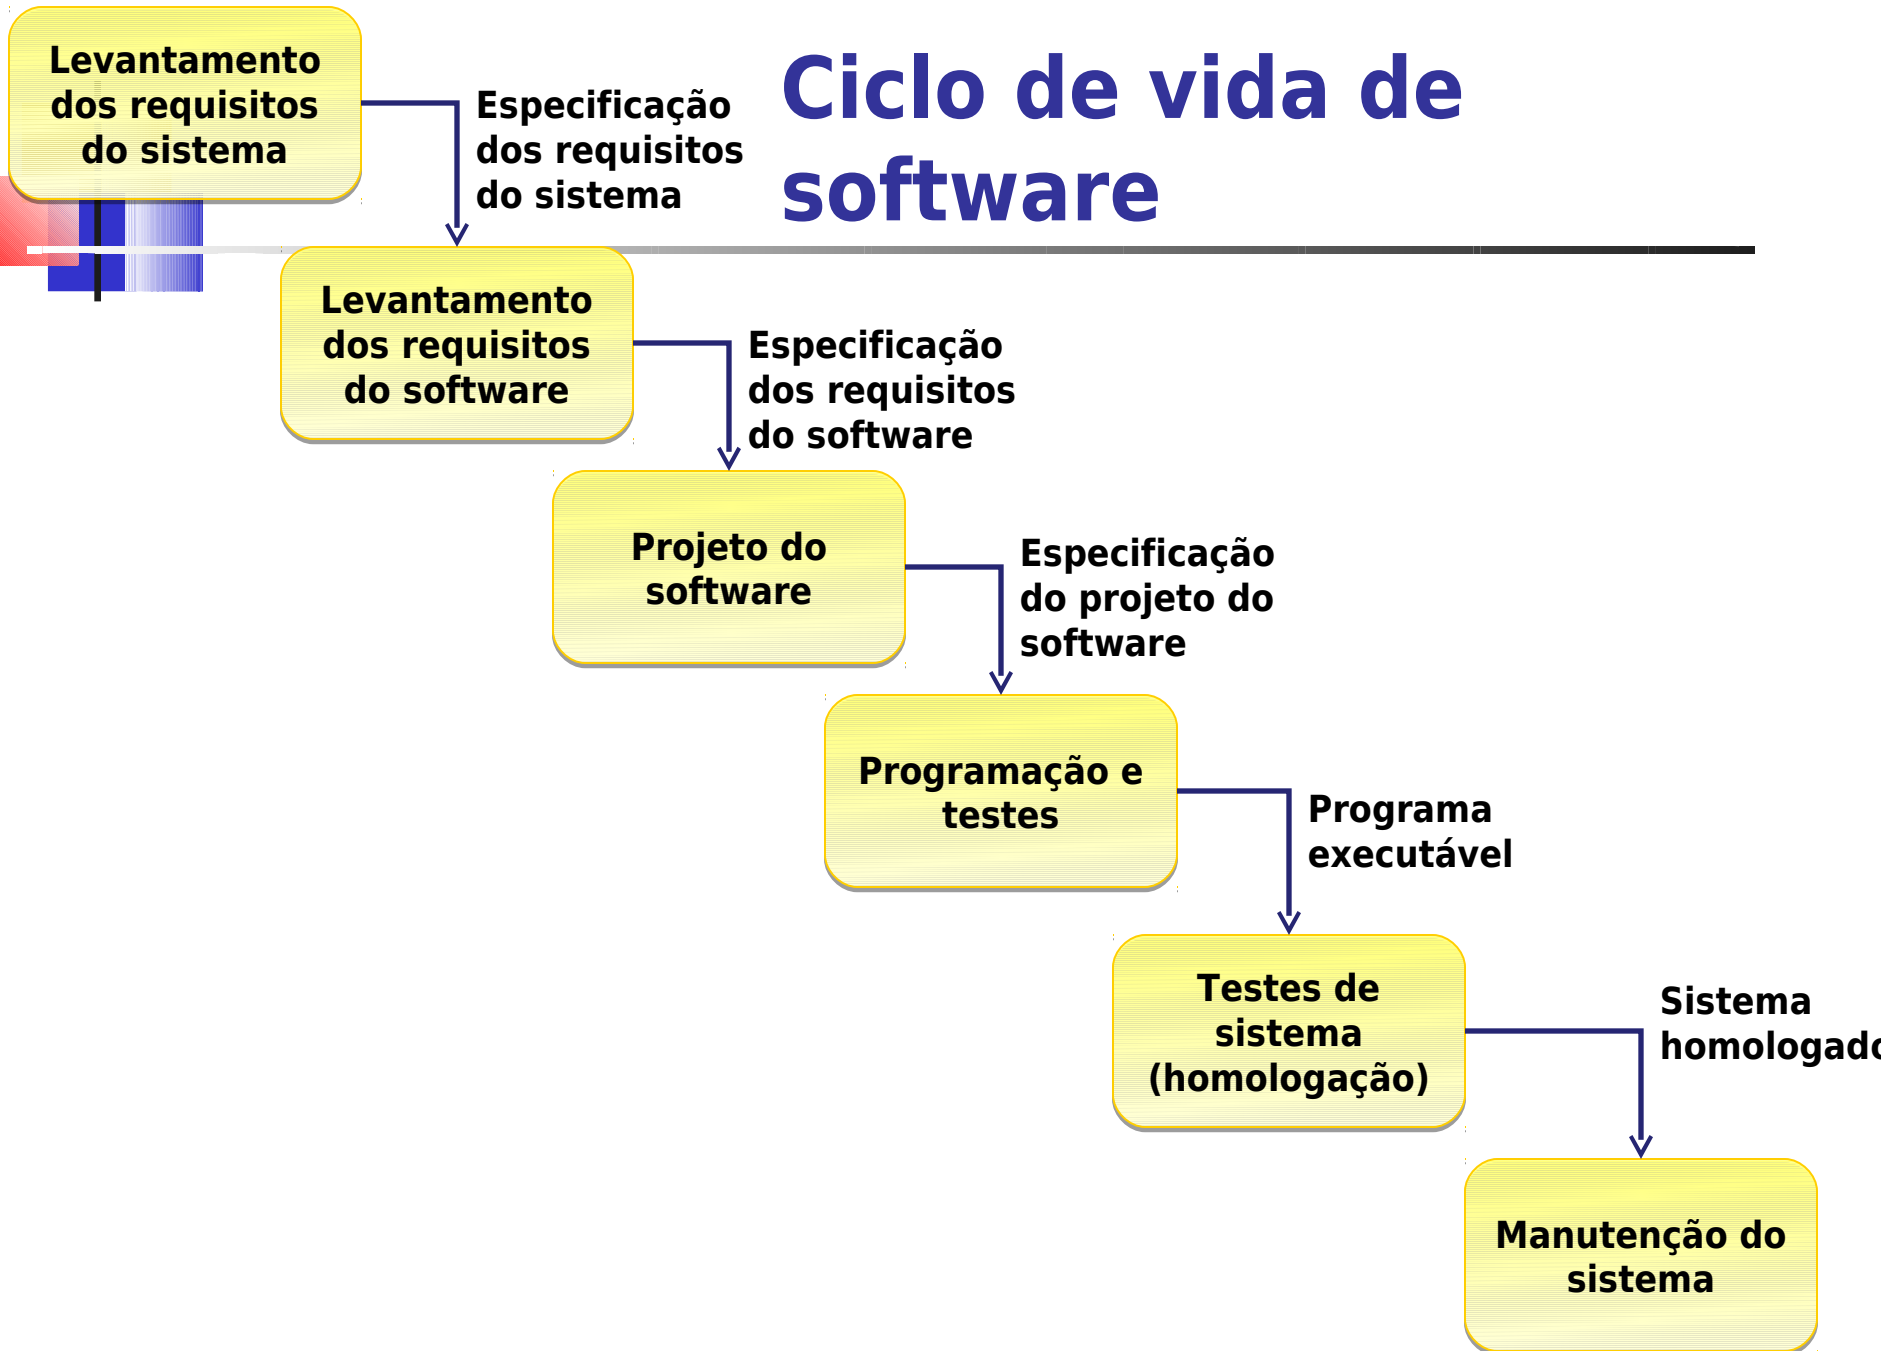 Levantamento
dos requisitos
do sistema
Especificação
dos requisitos
do sistema
Ciclo de vida de
software
Levantamento
dos requisitos
do software
Especificação
dos requisitos
do software
Projeto do
software
Especificação
do projeto do
software
Programação e
testes
Programa
executável
Testes de
sistema
(homologação)
Sistema
homologado
Manutenção do
sistema